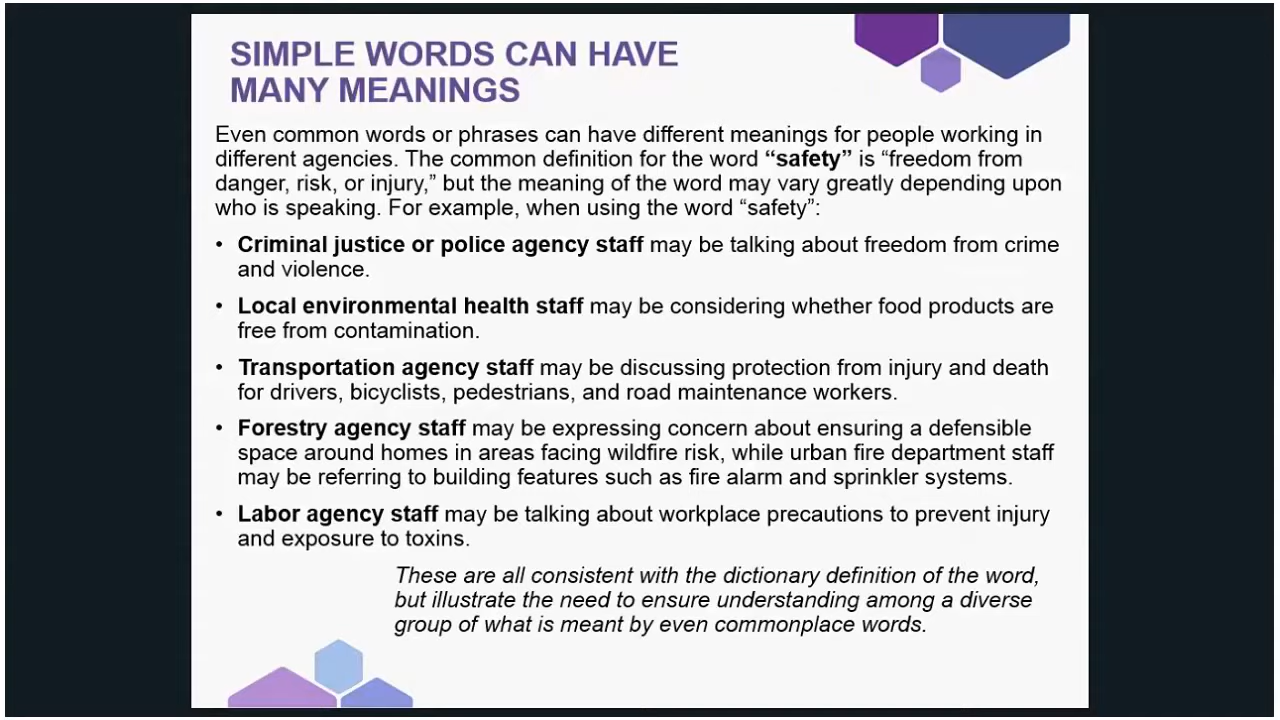 SIMPLE WORDS CAN HAVE
MANY MEANINGS
Even common words or phrases can have different meanings for people working in
different agencies. The common definition for the word “safety” is “freedom from
danger, risk, or injury,” but the meaning of the word may vary greatly depending upon
who is speaking. For example, when using the word “safety”:
• Criminal justice or police agency staff may be talking about freedom from crime
and violence.
• Local environmental health staff may be considering whether food products are
free from contamination.
• Transportation agency staff may be discussing protection from injury and death
for drivers, bicyclists, pedestrians, and road maintenance workers.
• Forestry agency staff may be expressing concern about ensuring a defensible
space around homes in areas facing wildfire risk, while urban fire department staff
may be referring to building features such as fire alarm and sprinkler systems.
• Labor agency staff may be talking about workplace precautions to prevent injury
and exposure to toxins.
These are all consistent with the dictionary definition of the word,
but illustrate the need to ensure understanding among a diverse
group of what is meant by even commonplace words.